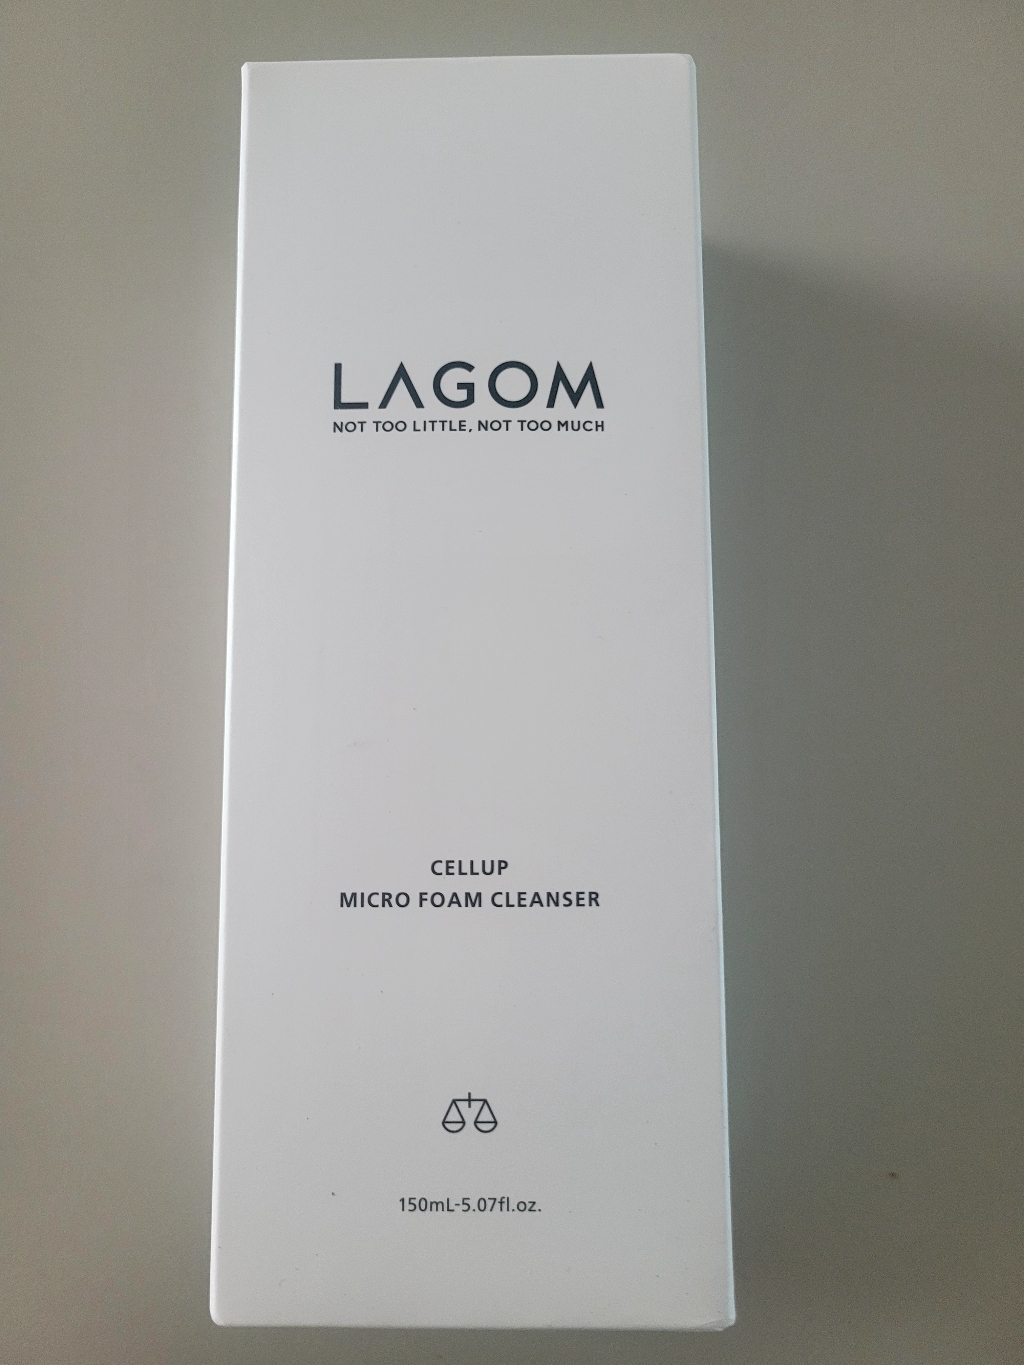 LAGOM
NOT TOO LITTLE, NOT TOO MUCH
CELLUP
MICRO FOAM CLEANSER
150mL-5.07fl.oz.